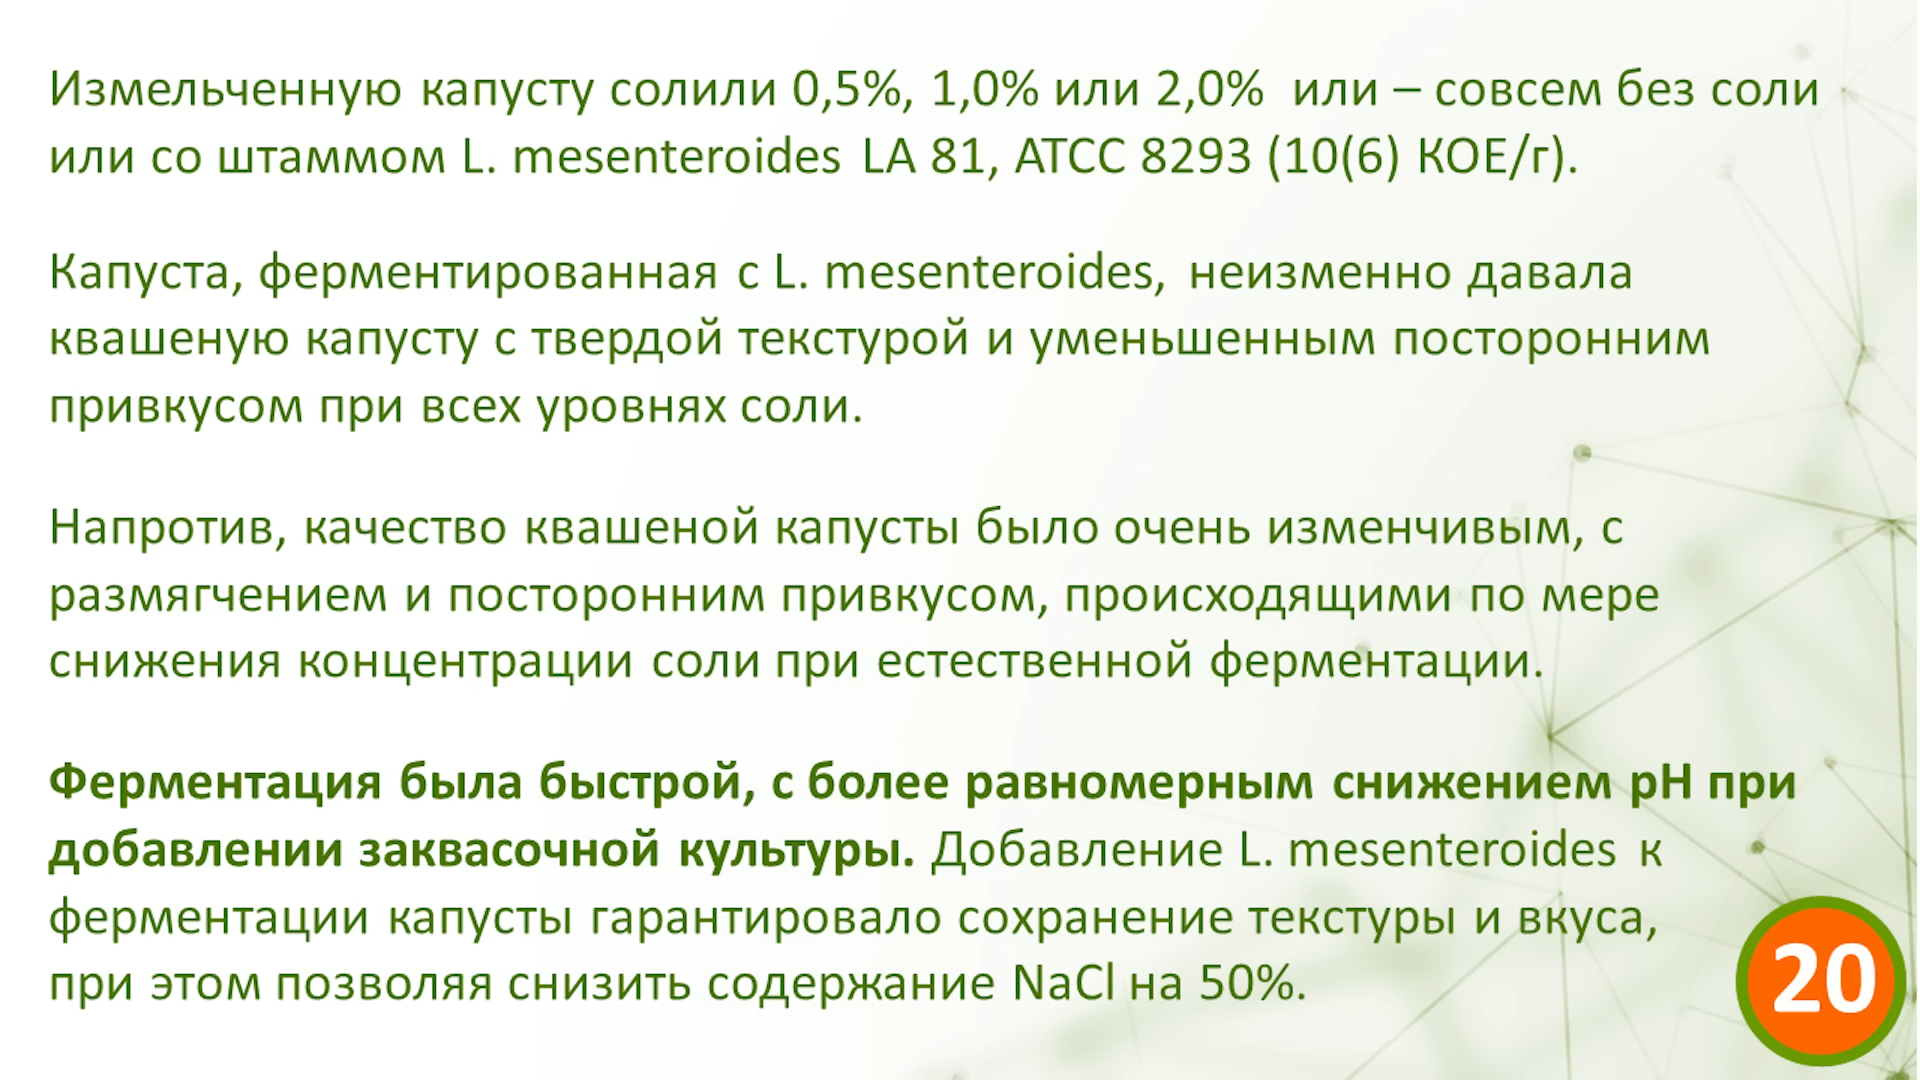 Измельченную капусту солили 0,5%, 1,0% или 2,0% или – совсем без соли
или со штаммом L. mesenteroides LA 81, ATCC 8293 (10(6) КОЕ/г).
Капуста, ферментированная с L. mesenteroides, неизменно давала
квашеную капусту с твердой текстурой и уменьшенным посторонним
привкусом при всех уровнях соли.
Напротив, качество квашеной капусты было очень изменчивым, с
размягчением и посторонним привкусом, происходящими по мере
снижения концентрации соли при естественной ферментации.
Ферментация была быстрой, с более равномерным снижением pH при
добавлении заквасочной культуры. Добавление L. mesenteroides к
ферментации капусты гарантировало сохранение текстуры и вкуса,
при этом позволяя снизить содержание NaCl на 50%.
20